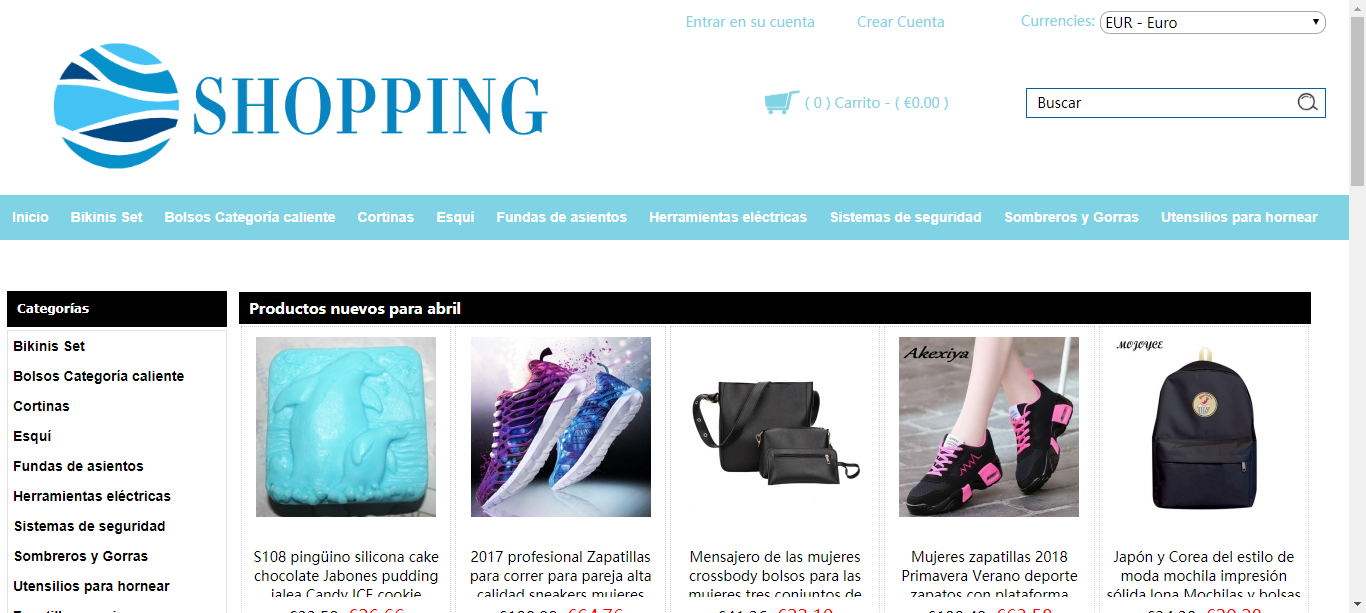 Entrar en su cuenta
Crear Cuenta
Currencies: EUR - Euro
SHOPPING
( 0 ) Carrito - ( €0.00 )
Buscar
Inicio Bikinis Set Bolsos Categoría caliente Cortinas Esquí Fundas de asientos Herramientas eléctricas Sistemas de seguridad Sombreros y Gorras Utensilios para hornear
Categorías
Bikinis Set
Bolsos Categoría caliente
Cortinas
Esquí
Fundas de asientos
Herramientas eléctricas
Sistemas de seguridad
Sombreros y Gorras
Utensilios para hornear
Productos nuevos para abril
S108 pingüino silicona cake
chocolate Jabones pudding
jalea Candy ICE cookie
2017 profesional Zapatillas
para correr para pareja alta
calidad sneakers mujeres
Mensajero de las mujeres
crossbody bolsos para las
mujeres tres conjuntos de
Akexiya
Mujeres zapatillas 2018
Primavera Verano deporte
zapatos con plataforma
MOJOYCE
Japón y Corea del estilo de
moda mochila impresión
sólida lona Mochilas y bolsas